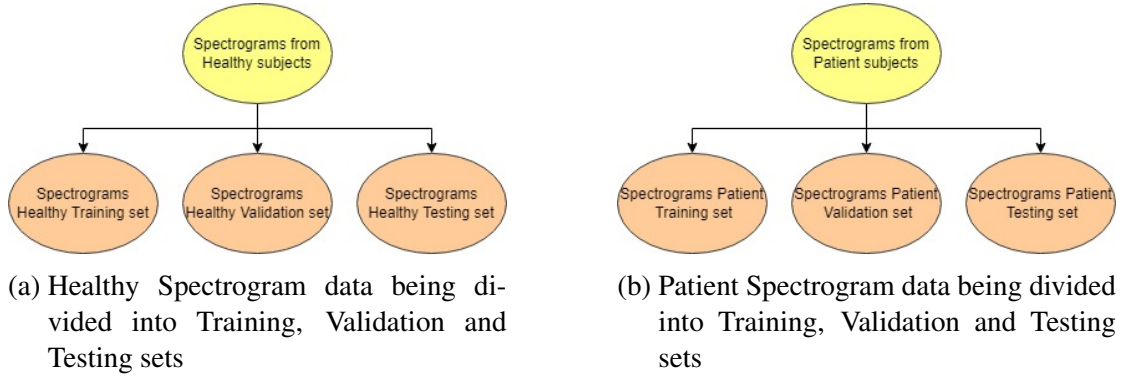 Spectrograms from
Healthy subjects
Spectrograms
Healthy Training set
Spectrograms
Healthy Validation set
Spectrograms
Healthy Testing set
(a) Healthy Spectrogram data being di-
vided into Training, Validation and
Testing sets
Spectrograms from
Patient subjects
Spectrograms Patient
Training set
Spectrograms Patient
Validation set
Spectrograms Patient
Testing set
(b) Patient Spectrogram data being divided
into Training, Validation and Testing
sets